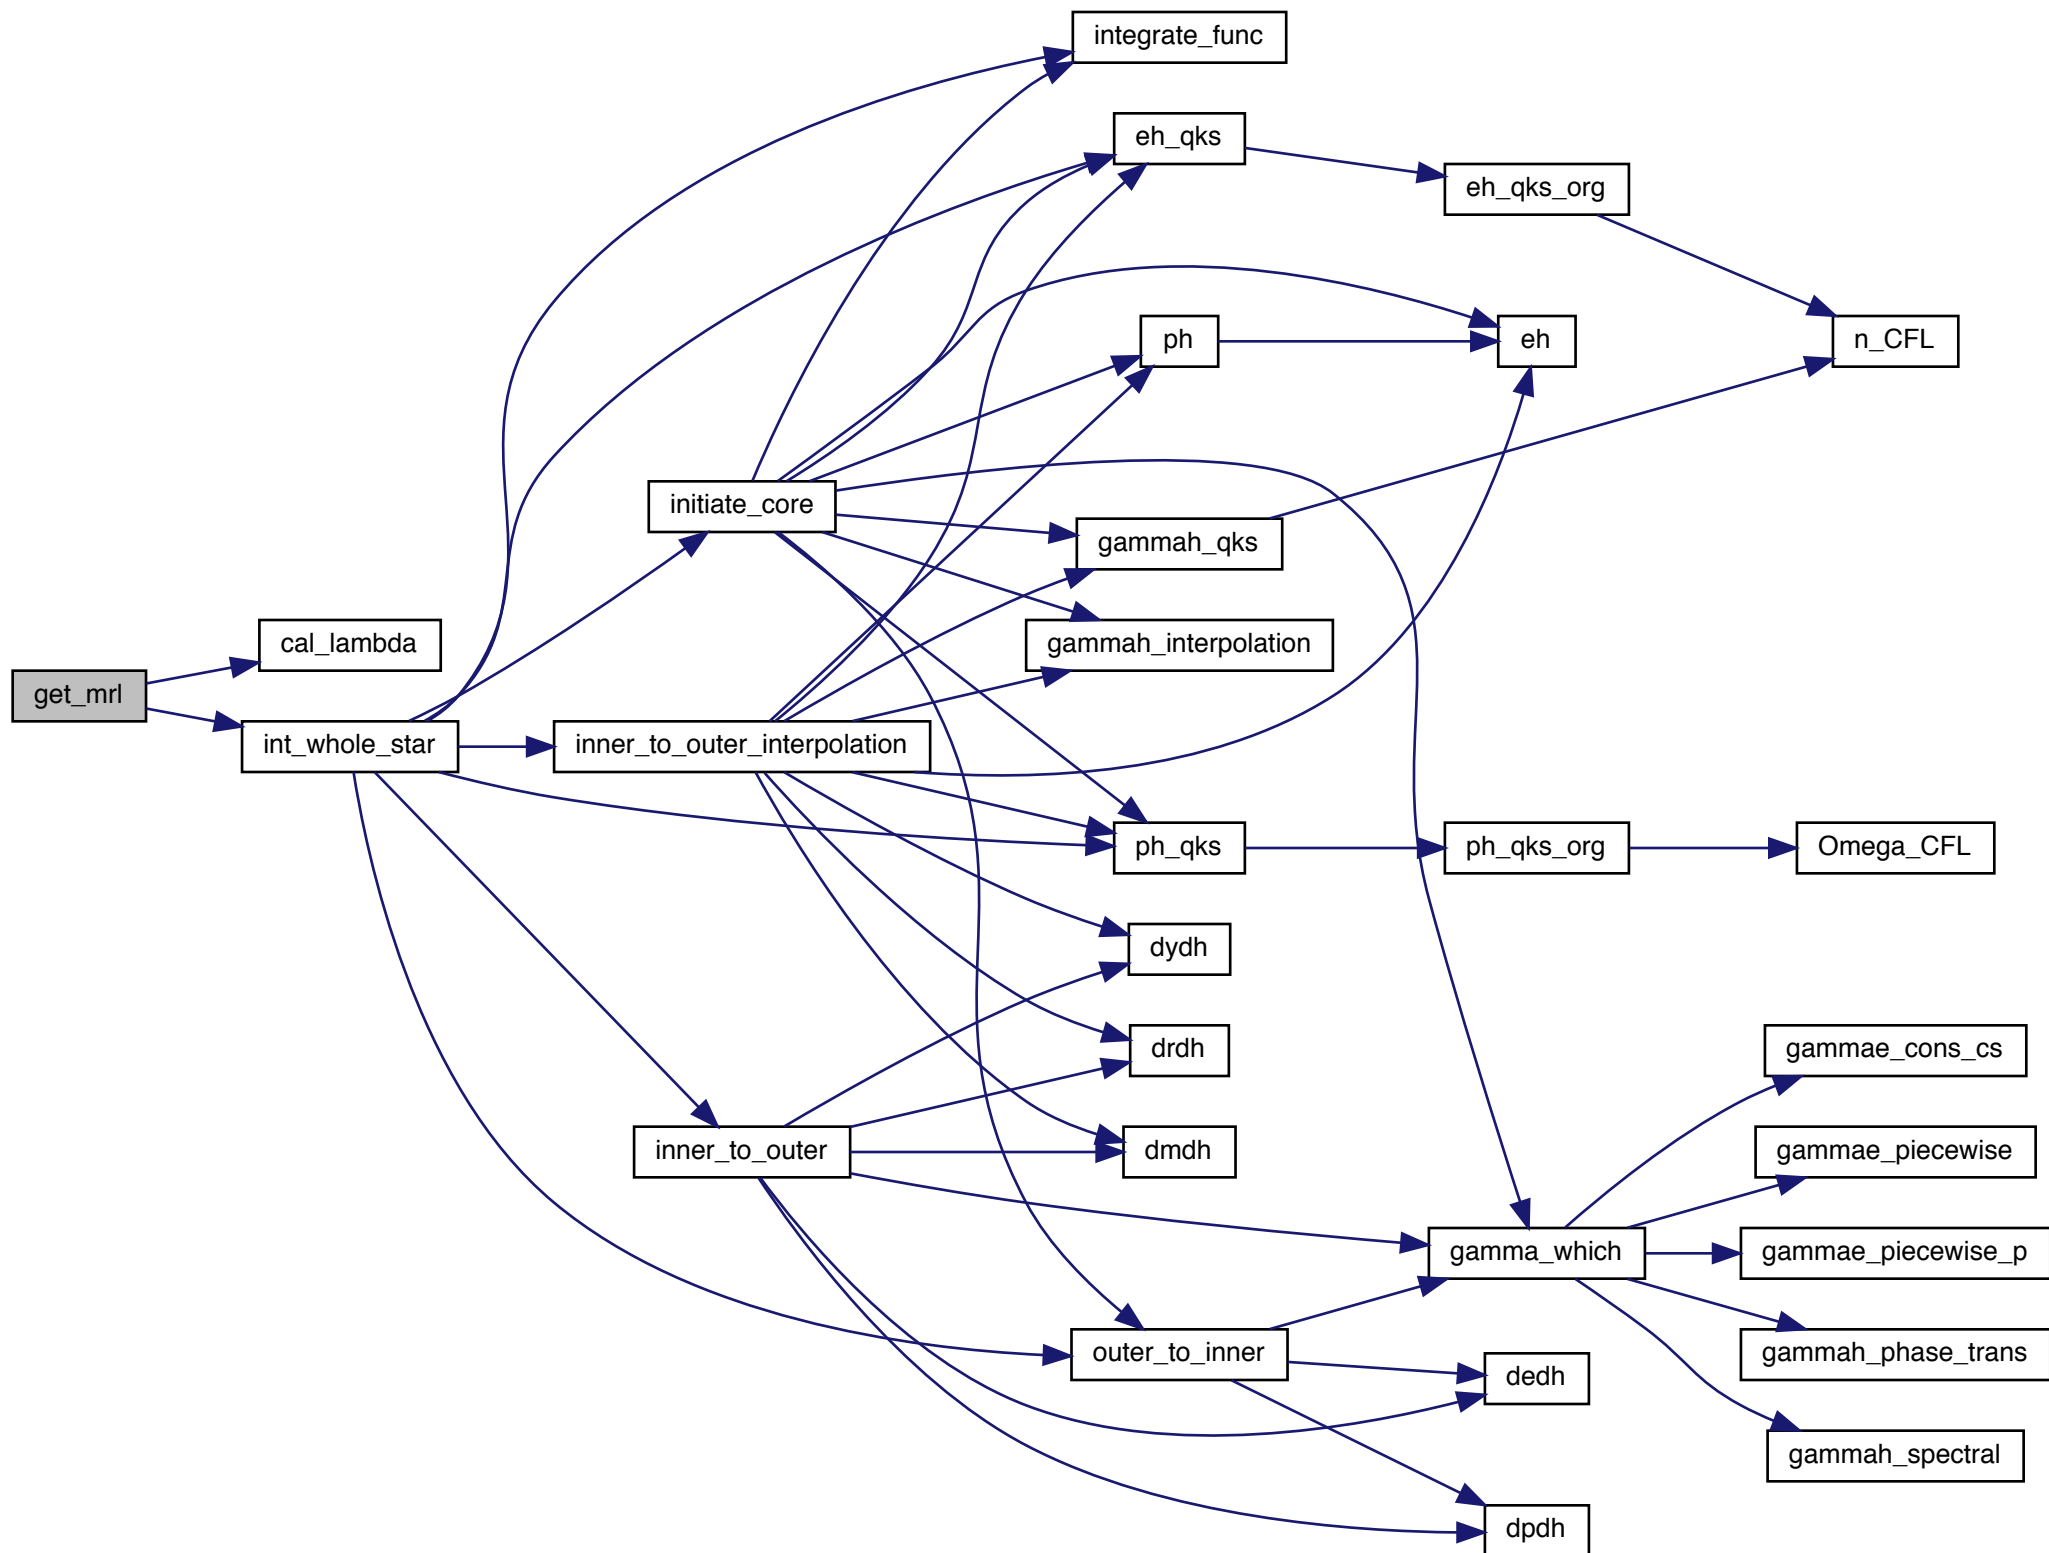 integrate_func
eh_qks
eh_qks_org
ph
eh
n_CFL
initiate_core
gammah_qks
cal_lambda
gammah_interpolation
get_mrl
int_whole_star
inner_to_outer_interpolation
ph_qks
ph_qks_org
Omega_CFL
dydh
drdh
gammae_cons_cs
inner_to_outer
dmdh
gammae_piecewise
gamma_which
gammae_piecewise_p
outer_to_inner
gammah_phase_trans
dedh
gammah_spectral
dpdh